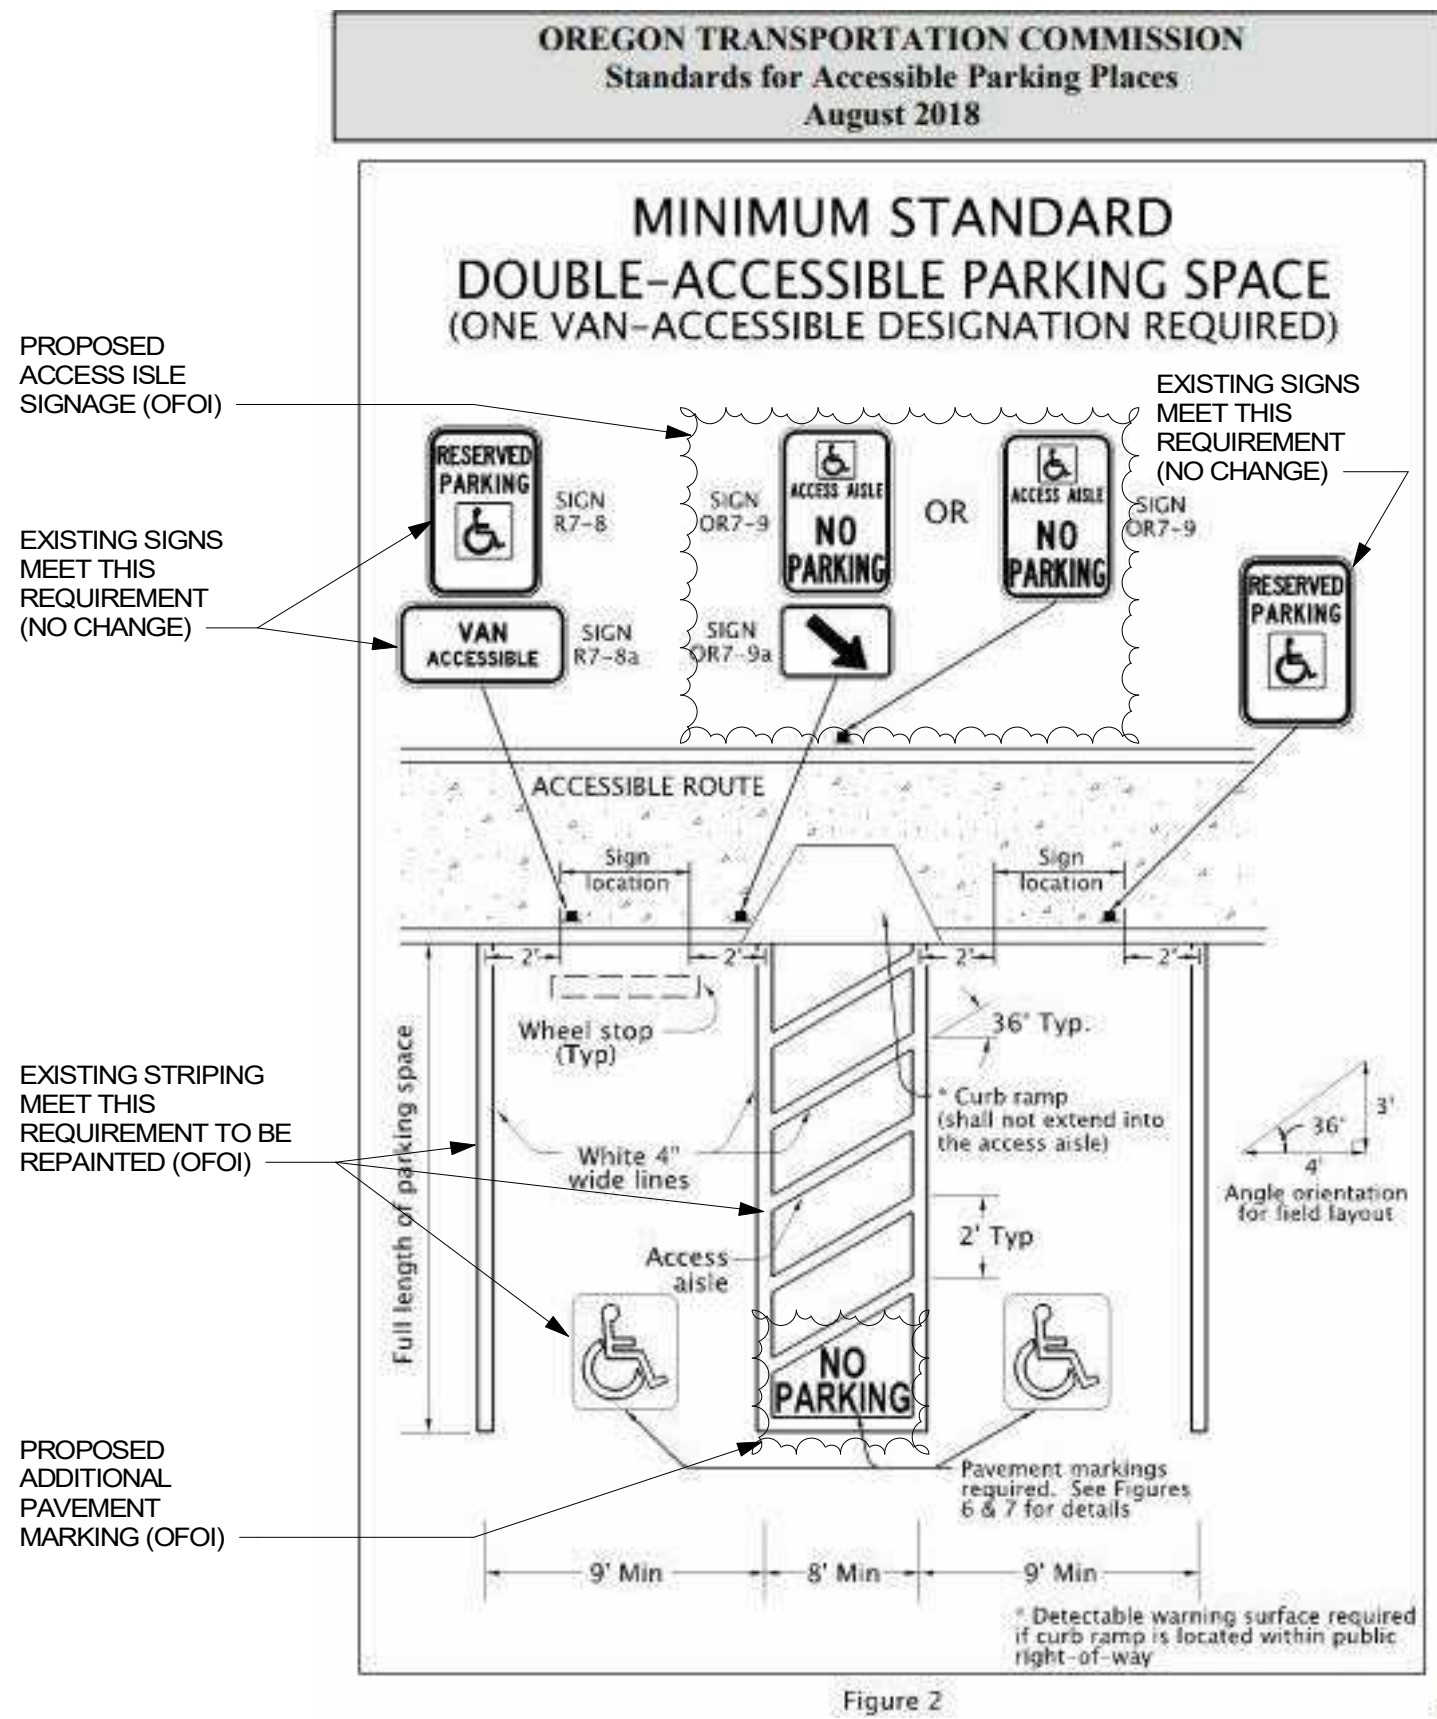 OREGON TRANSPORTATION COMMISSION
Standards for Accessible Parking Places
August 2018
MINIMUM STANDARD
DOUBLE-ACCESSIBLE PARKING SPACE
(ONE VAN-ACCESSIBLE DESIGNATION REQUIRED)
PROPOSED
ACCESS ISLE
SIGNAGE (OFOI)
EXISTING SIGNS
MEET THIS
REQUIREMENT
(NO CHANGE)
RESERVED
PARKING
SIGN
R7-8
SIGN
OR7-9
ACCESS AISLE
NO
PARKING
OR
ACCESS AISLE
NO
PARKING
SIGN
OR7-9
EXISTING SIGNS
MEET THIS
REQUIREMENT
(NO CHANGE)
VAN
ACCESSIBLE
SIGN
R7-8a
SIGN
OR7-9a
RESERVED
PARKING
ACCESSIBLE ROUTE
Sign
location
Sign
location
2'
2'
2'
2'
Wheel stop
(Typ)
36° Typ.
Full length of parking space
* Curb ramp
(shall not extend into
the access aisle)
36°
3'
4'
Angle orientation
for field layout
EXISTING STRIPING
MEET THIS
REQUIREMENT TO BE
REPAINTED (OFOI)
White 4"
wide lines
2' Typ
Access
aisle
NO
PARKING
PROPOSED
ADDITIONAL
PAVEMENT
MARKING (OFOI)
Pavement markings
required. See Figures
6 & 7 for details
9' Min
8' Min
9' Min
* Detectable warning surface required
if curb ramp is located within public
right-of-way
Figure 2